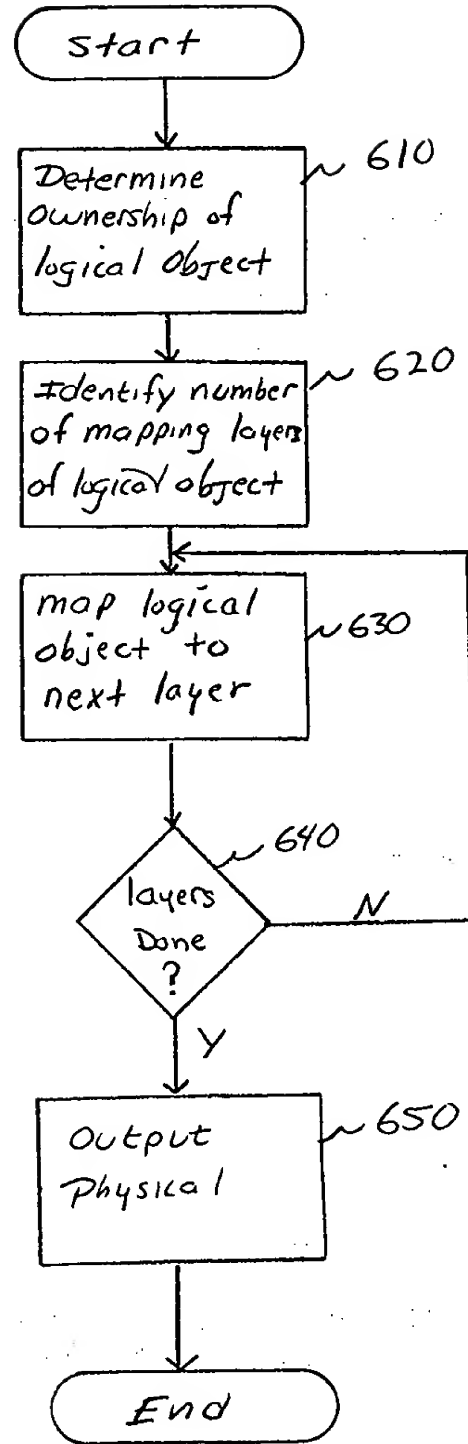 start
610
Determine
ownership of
logical Object
620
Identify number
of mapping layers
of logical object
map logical
object to
next layer
630
640
layers
Done
?
N
Y
650
Output
Physical
End